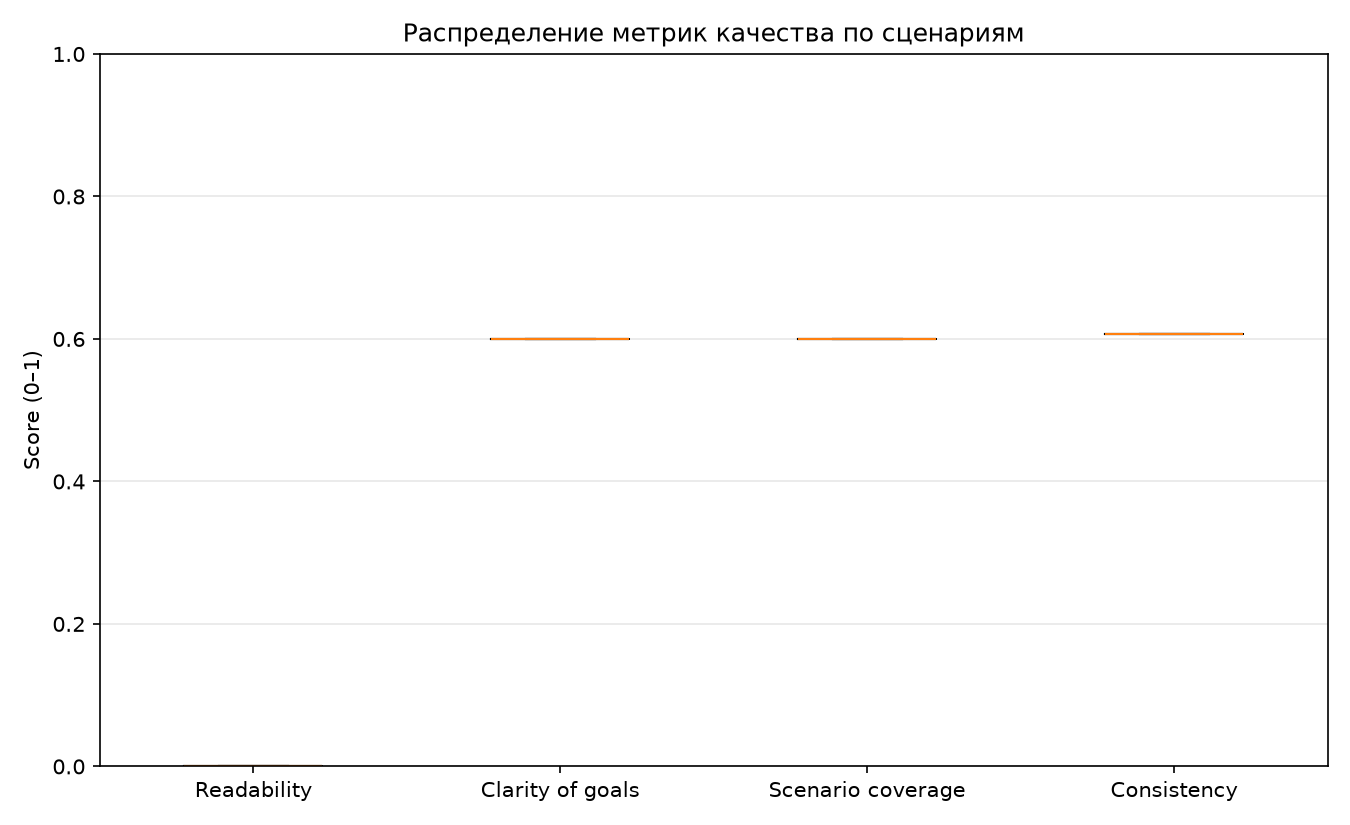 Распределение метрик качества по сценариям
1.0
0.8
0.6
0.4
0.2
0.0
Score (0–1)
Readability
Clarity of goals
Scenario coverage
Consistency